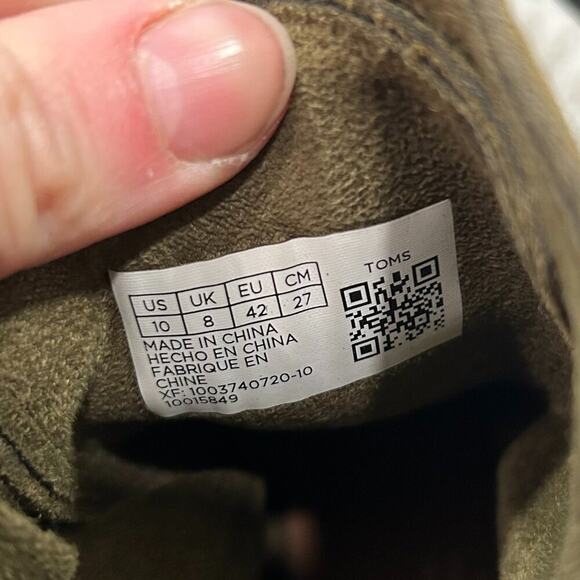 TOMS
US UK EU CM
10 8 42 27
MADE IN CHINA
HECHO EN CHINA
FABRIQUE EN
CHINE
XF: 1003740720-10
10015849